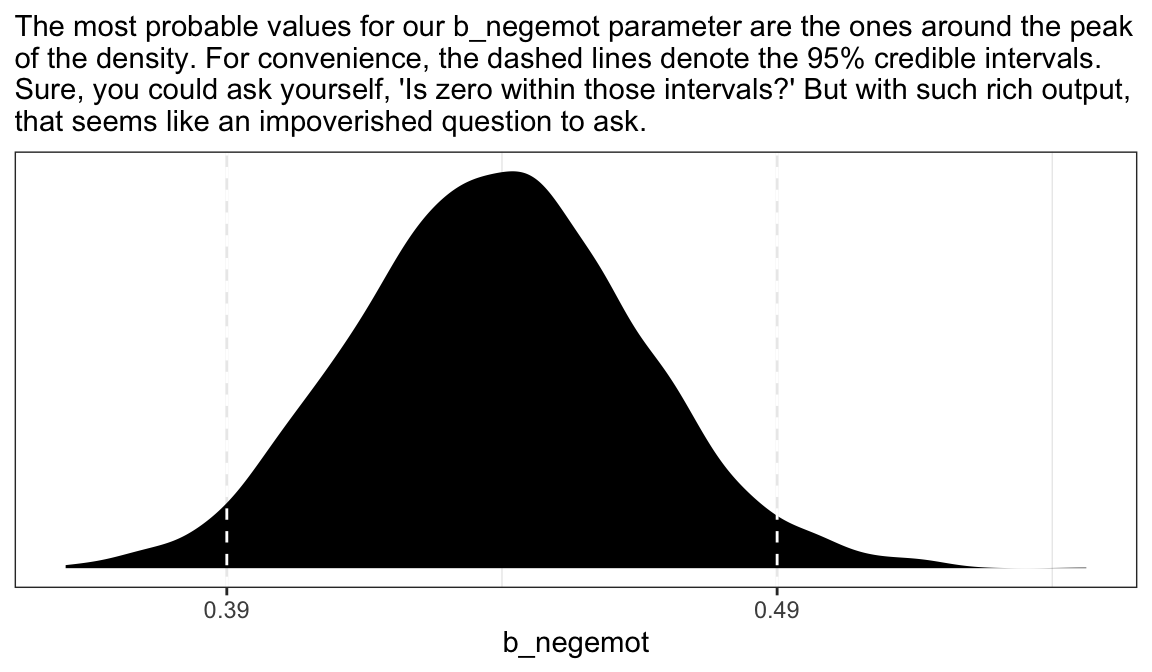 The most probable values for our b_negemot parameter are the ones around the peak
of the density. For convenience, the dashed lines denote the 95% credible intervals.
Sure, you could ask yourself, 'Is zero within those intervals?' But with such rich output,
that seems like an impoverished question to ask.
0.39 0.49
b_negemot